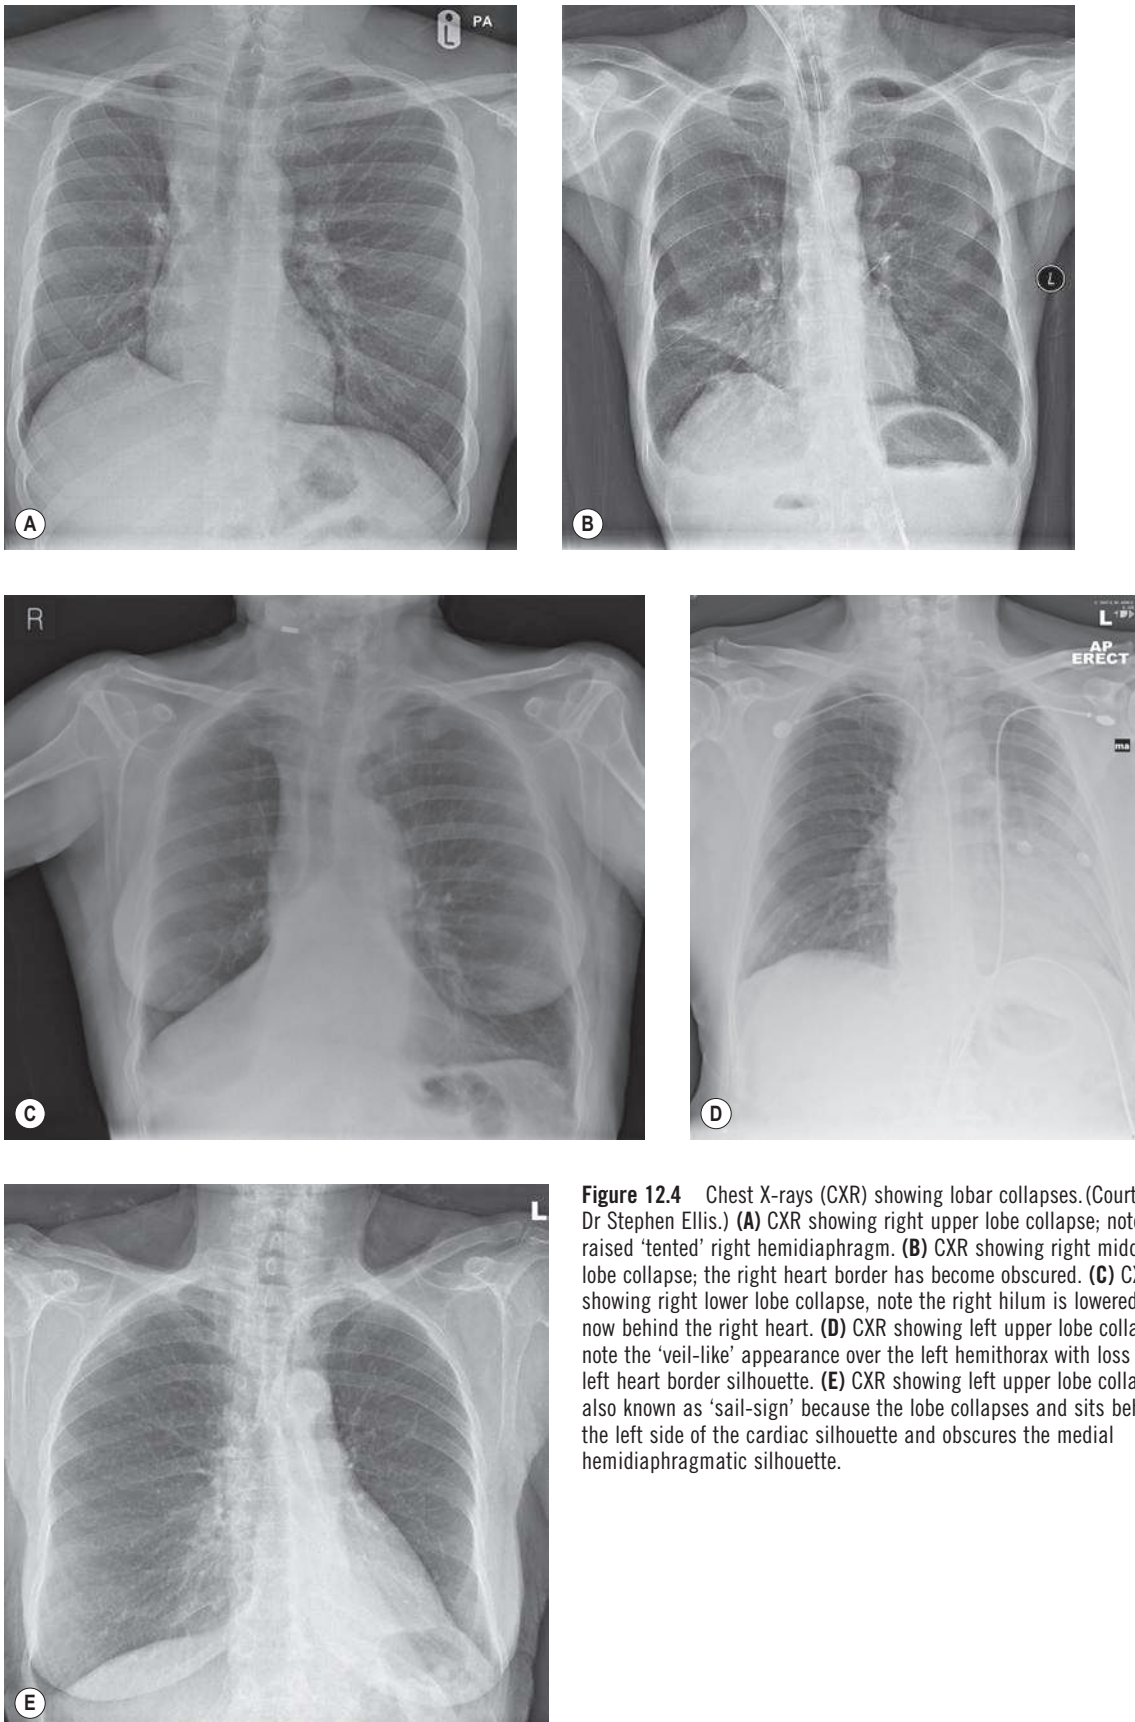 L PA
A
L
B
R
C
L
AP
ERECT
ma
D
L
E
Figure 12.4 Chest X-rays (CXR) showing lobar collapses. (Court
Dr Stephen Ellis.) (A) CXR showing right upper lobe collapse; note
raised ‘tented’ right hemidiaphragm. (B) CXR showing right midd
lobe collapse; the right heart border has become obscured. (C) CX
showing right lower lobe collapse, note the right hilum is lowered
now behind the right heart. (D) CXR showing left upper lobe colla
note the ‘veil-like’ appearance over the left hemithorax with loss
left heart border silhouette. (E) CXR showing left upper lobe colla
also known as ‘sail-sign’ because the lobe collapses and sits beh
the left side of the cardiac silhouette and obscures the medial
hemidiaphragmatic silhouette.